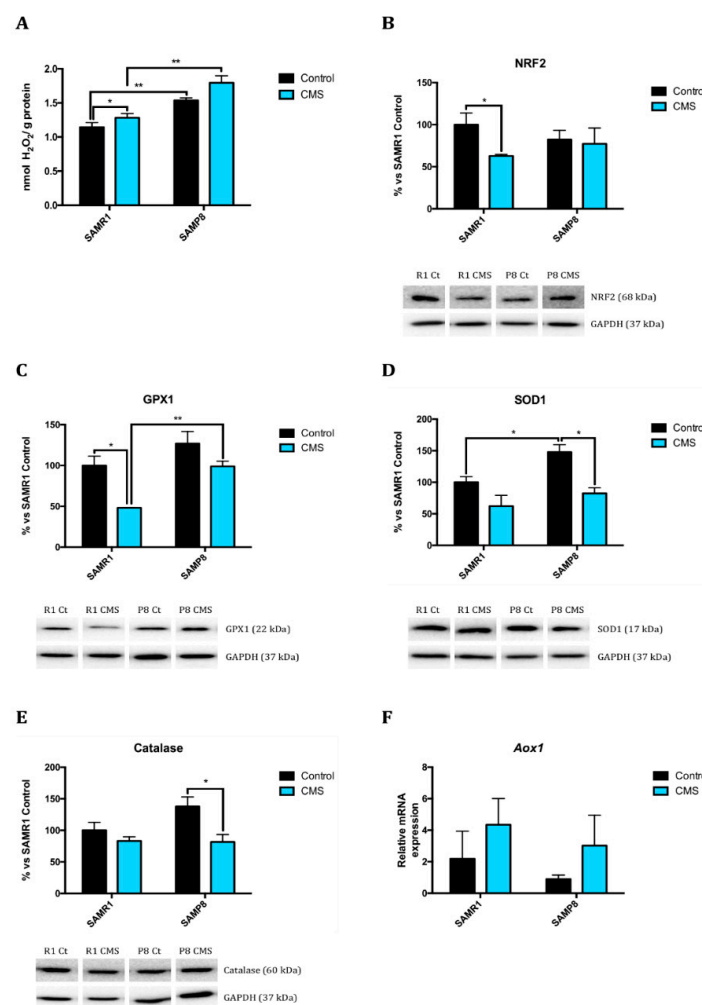 A
nmol H2O2/ g protein
2.0
1.5
1.0
0.5
0.0
**
**
*
SAMR1
SAMP8
Control
CMS
B
NRF2
% vs SAMR1 Control
150
100
50
0
*
SAMR1
SAMP8
Control
CMS
R1 Ct R1 CMS P8 Ct P8 CMS
NRF2 (68 kDa)
GAPDH (37 kDa)
C
GPX1
% vs SAMR1 Control
150
100
50
0
**
*
SAMR1
SAMP8
Control
CMS
R1 Ct R1 CMS P8 Ct P8 CMS
GPX1 (22 kDa)
GAPDH (37 kDa)
D
SOD1
% vs SAMR1 Control
200
150
100
50
0
* *
SAMR1
SAMP8
Control
CMS
R1 Ct R1 CMS P8 Ct P8 CMS
SOD1 (17 kDa)
GAPDH (37 kDa)
E
Catalase
% vs SAMR1 Control
200
150
100
50
0
*
SAMR1
SAMP8
Control
CMS
R1 Ct R1 CMS P8 Ct P8 CMS
Catalase (60 kDa)
GAPDH (37 kDa)
F
Aox1
Relative mRNA
expression
8
6
4
2
0
SAMR1
SAMP8
Control
CMS